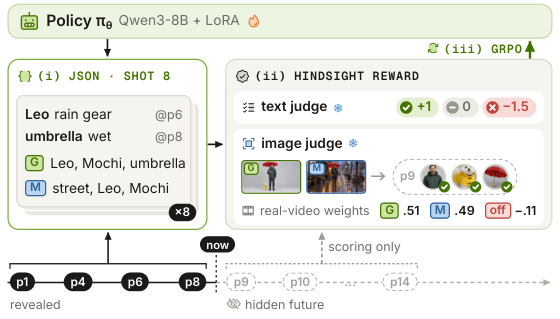 Policy πθ Qwen3-8B + LoRA
(iii) GRPO
(i) JSON · SHOT 8
Leo rain gear @p6
umbrella wet @p8
G Leo, Mochi, umbrella
M street, Leo, Mochi
×8
(ii) HINDSIGHT REWARD
text judge +1 0 −1.5
image judge
G M p9
real-video weights G .51 M .49 off −.11
now
scoring only
p1 p4 p6 p8 p9 p10 ... p14
revealed
hidden future